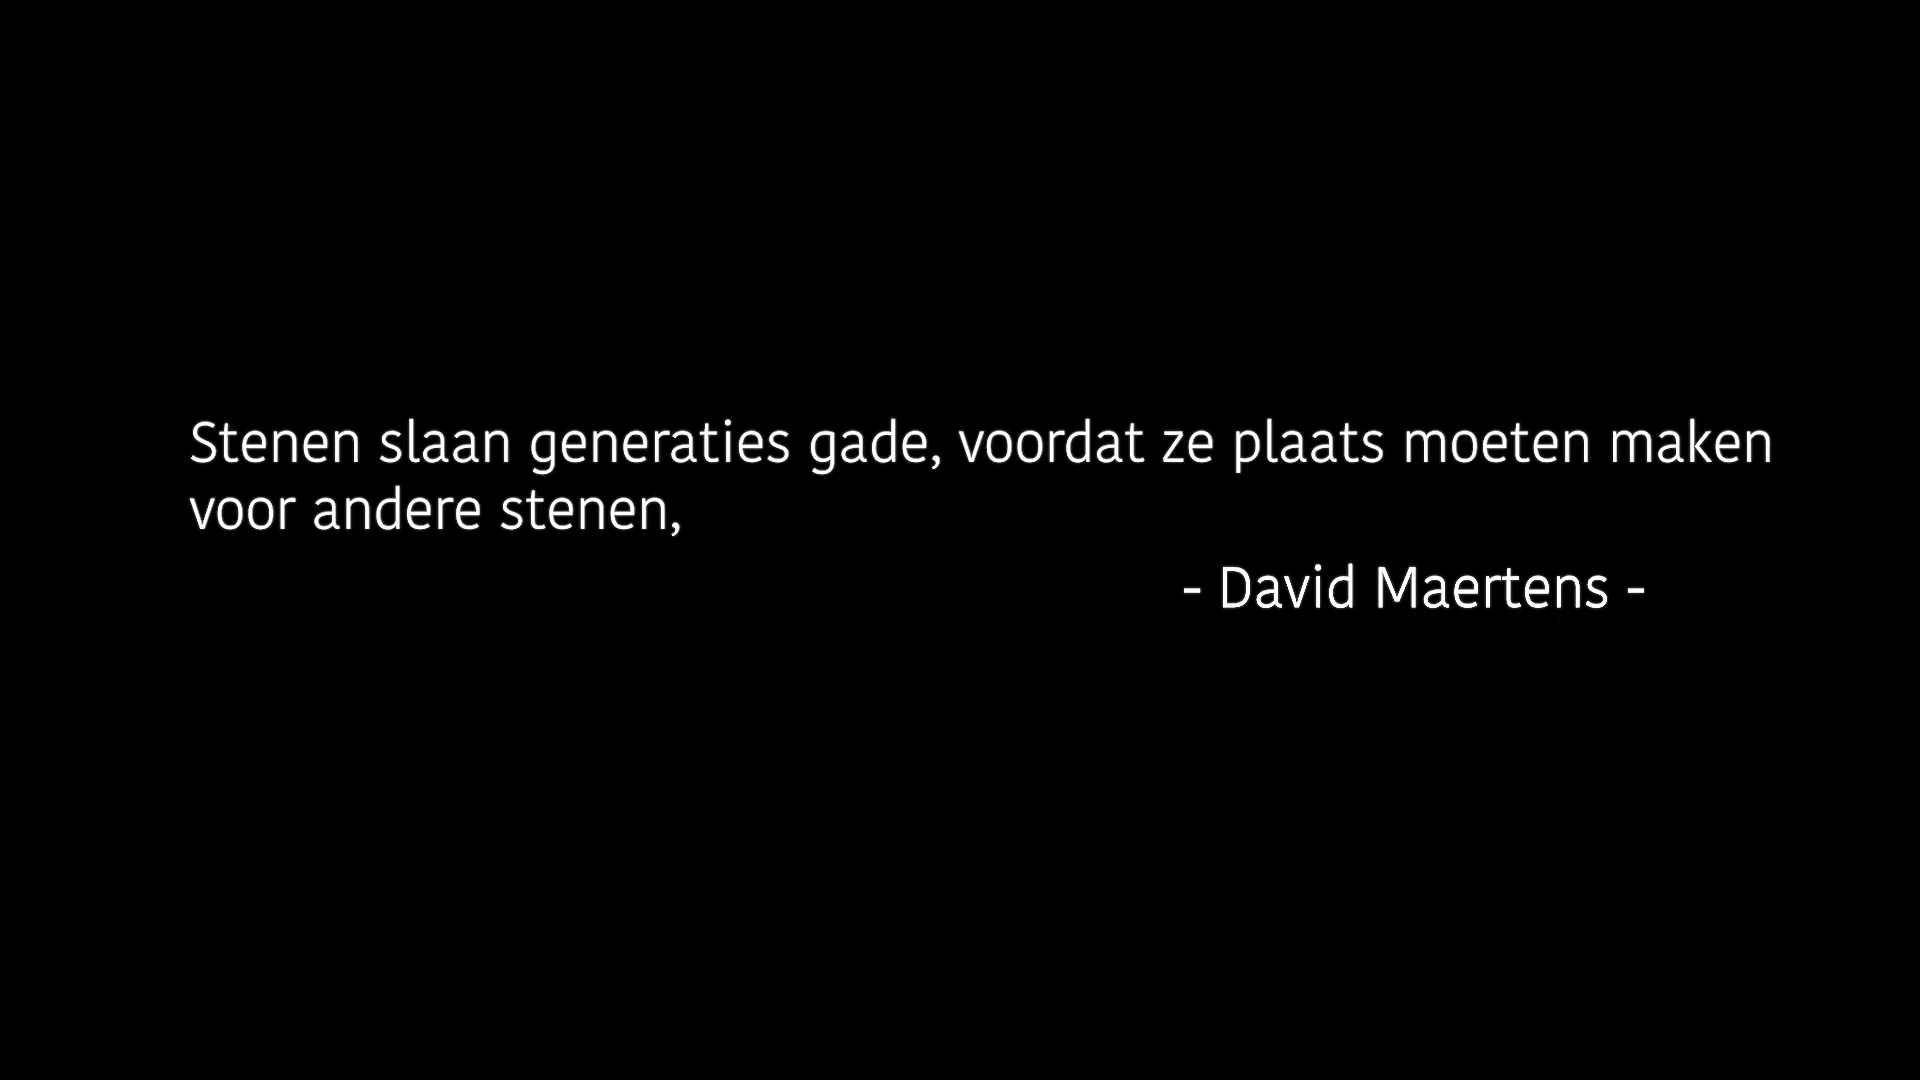 Stenen slaan generaties gade, voordat ze plaats moeten maken
voor andere stenen,
- David Maertens -